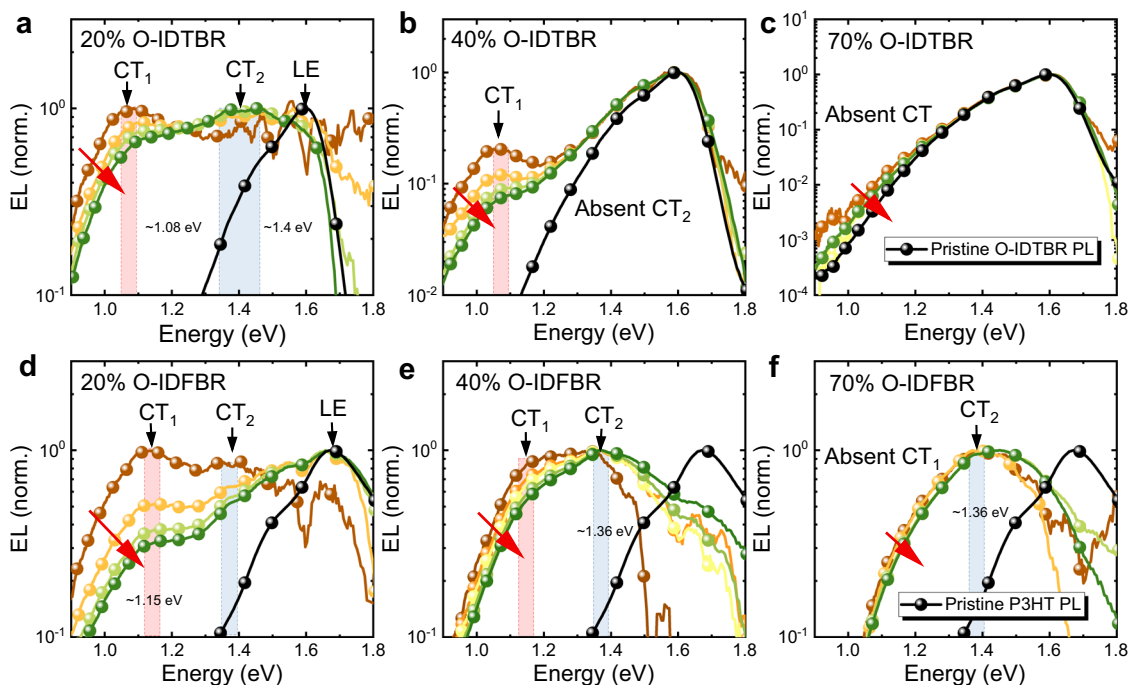 a
20% O-IDTBR
CT1
CT2
LE
10^0
10^-1
EL (norm.)
~1.08 eV
~1.4 eV
1.0 1.2 1.4 1.6 1.8
Energy (eV)
b
40% O-IDTBR
CT1
Absent CT2
10^0
10^-1
10^-2
EL (norm.)
1.0 1.2 1.4 1.6 1.8
Energy (eV)
c
70% O-IDTBR
Absent CT
10^1
10^0
10^-1
10^-2
10^-3
10^-4
EL (norm.)
Pristine O-IDTBR PL
1.0 1.2 1.4 1.6 1.8
Energy (eV)
d
20% O-IDFBR
CT1
CT2
LE
10^0
10^-1
EL (norm.)
~1.15 eV
1.0 1.2 1.4 1.6 1.8
Energy (eV)
e
40% O-IDFBR
CT1
CT2
10^0
10^-1
EL (norm.)
~1.36 eV
1.0 1.2 1.4 1.6 1.8
Energy (eV)
f
70% O-IDFBR
CT2
Absent CT1
10^0
10^-1
EL (norm.)
~1.36 eV
Pristine P3HT PL
1.0 1.2 1.4 1.6 1.8
Energy (eV)